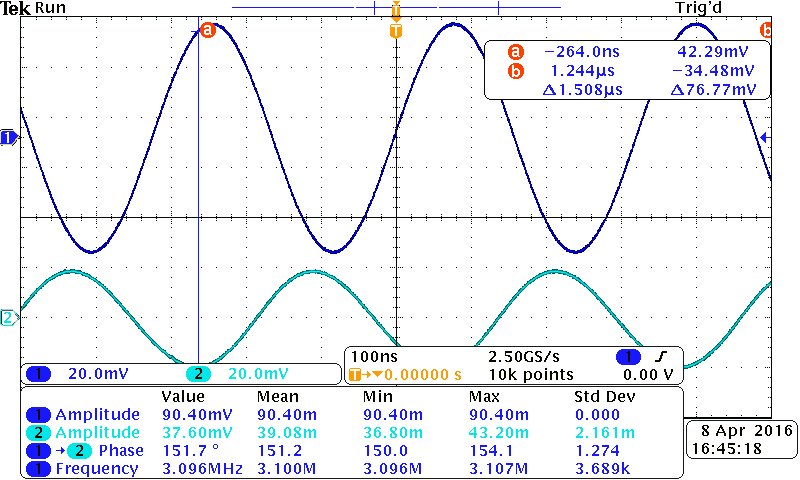 Tek Run Trig'd
a b
T
a −264.0ns 42.29mV
b 1.244µs −34.48mV
Δ1.508µs Δ76.77mV
1
2
1 20.0mV 2 20.0mV
100ns 2.50GS/s 1
T→▼0.00000 s 10k points 0.00 V
Value Mean Min Max Std Dev
1 Amplitude 90.40mV 90.40m 90.40m 90.40m 0.000
2 Amplitude 37.60mV 39.08m 36.80m 43.20m 2.161m
1 → 2 Phase 151.7 ° 151.2 150.0 154.1 1.274
1 Frequency 3.096MHz 3.100M 3.096M 3.107M 3.689k
8 Apr 2016
16:45:18